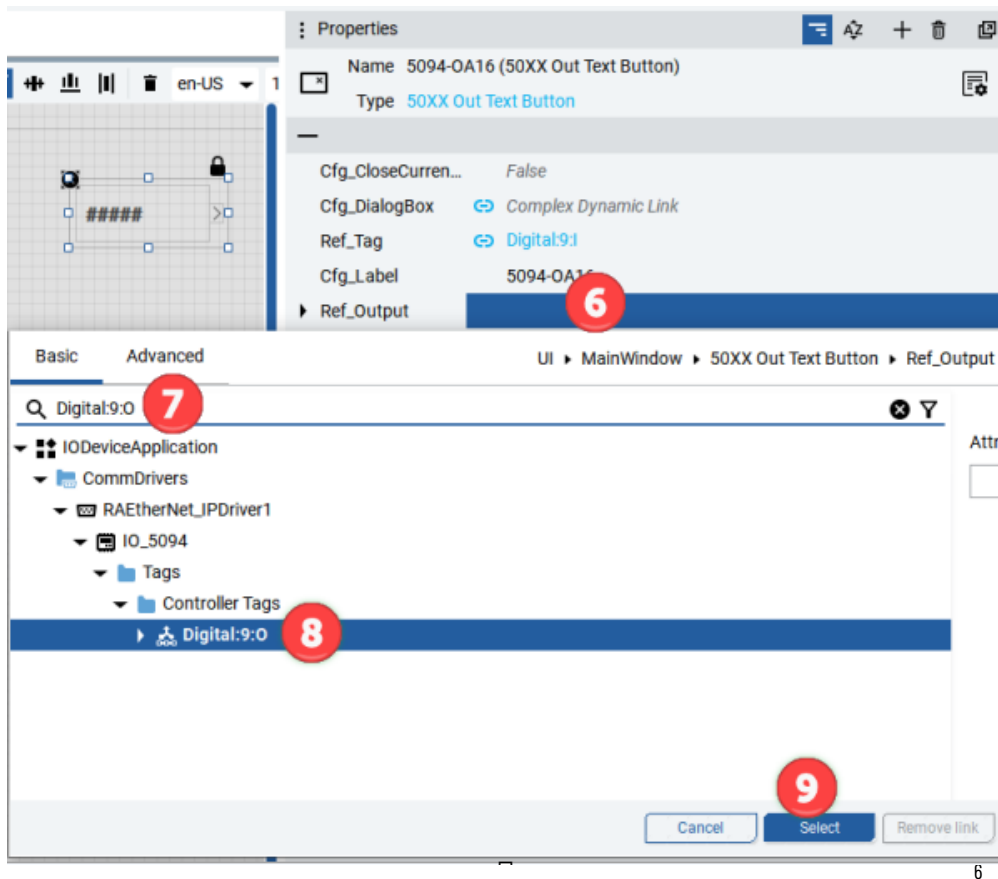 Properties
Name 5094-OA16 (50XX Out Text Button)
en-US 1
Type 50XX Out Text Button
Cfg_CloseCurren... False
Cfg_DialogBox Complex Dynamic Link
##### >
Ref_Tag Digital:9:I
Cfg_Label 5094-OA16
Ref_Output 6
Basic Advanced UI MainWindow 50XX Out Text Button Ref_Output
Digital:9:O 7
IODeviceApplication Attr
CommDrivers
RAEtherNet_IPDriver1
IO_5094
Tags
Controller Tags
Digital:9:O 8
9
Cancel Select Remove link
6